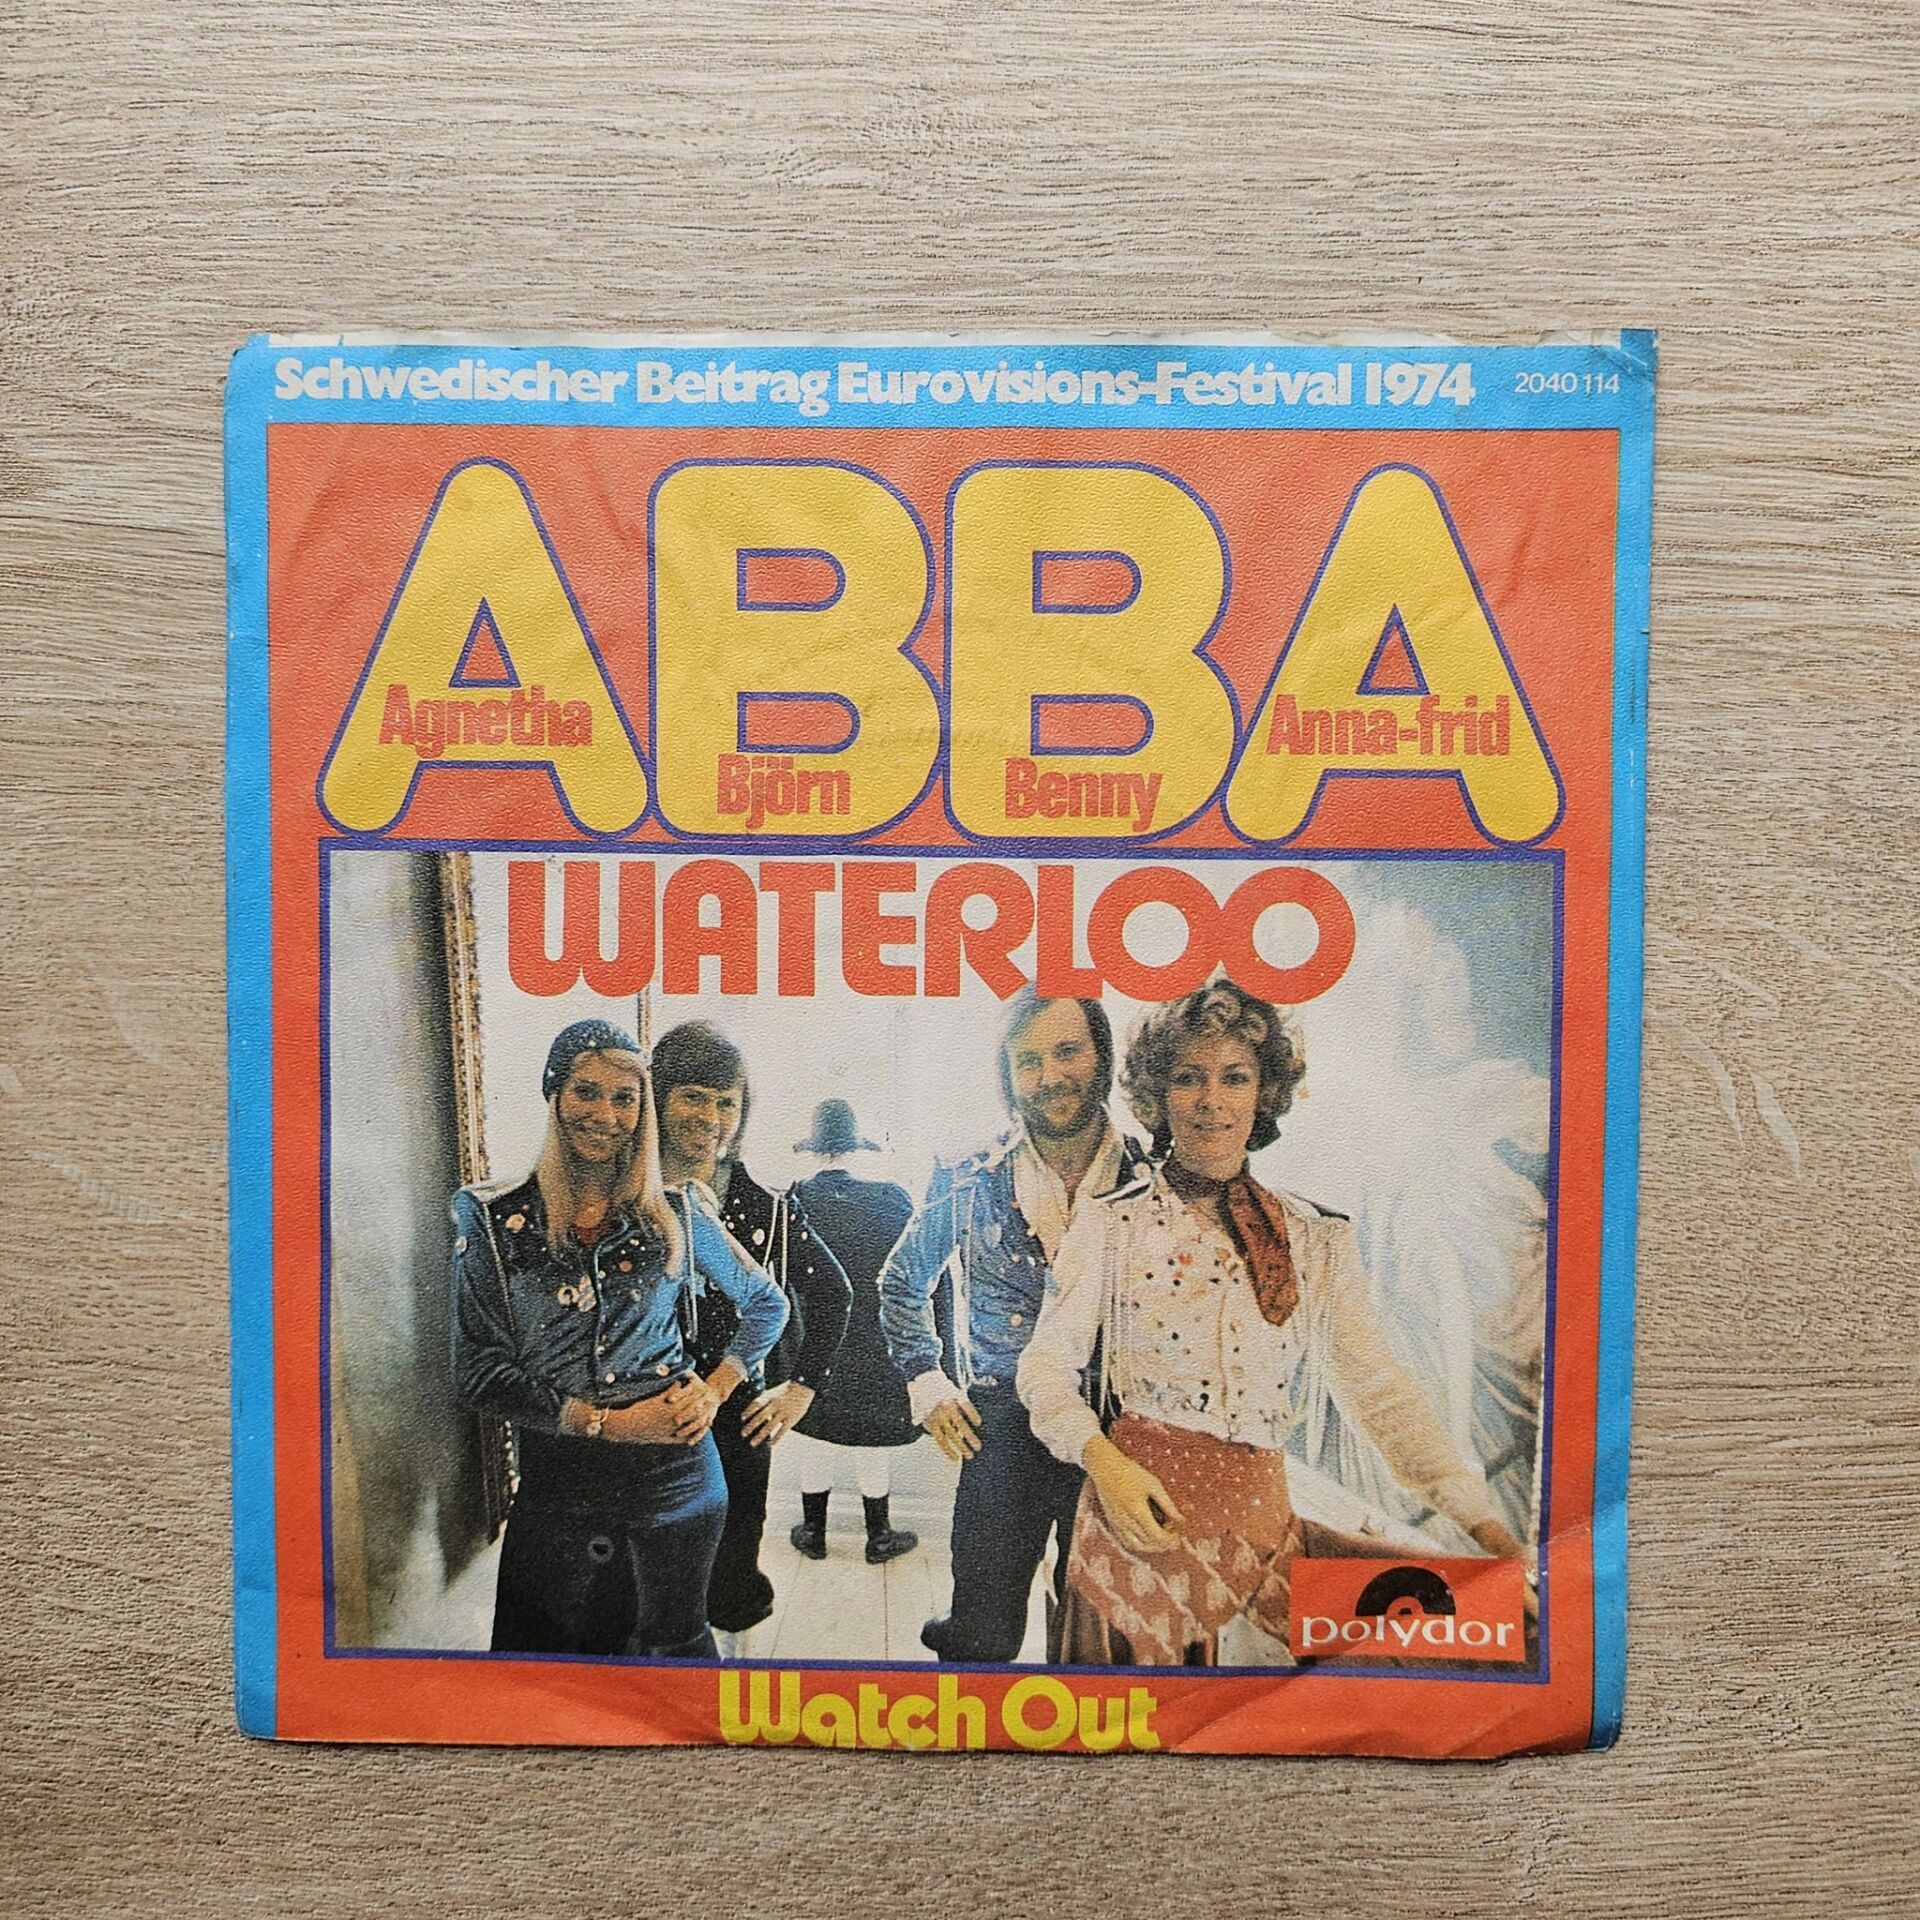 Schwedischer Beitrag Eurovisions-Festival 1974 2040 114
ABBA
Agnetha Björn Benny Anna-frid
WATERLOO
polydor
Watch Out